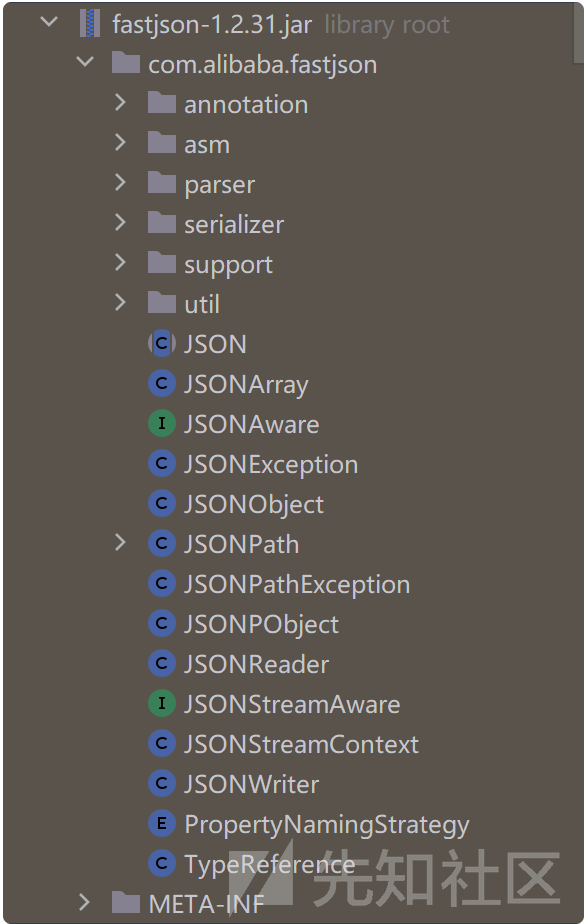 fastjson-1.2.31.jar library root
com.alibaba.fastjson
annotation
asm
parser
serializer
support
util
C JSON
C JSONArray
I JSONAware
C JSONException
C JSONObject
C JSONPath
C JSONPathException
C JSONPObject
C JSONReader
I JSONStreamAware
C JSONStreamContext
C JSONWriter
E PropertyNamingStrategy
C TypeReference
META-INF
先知社区